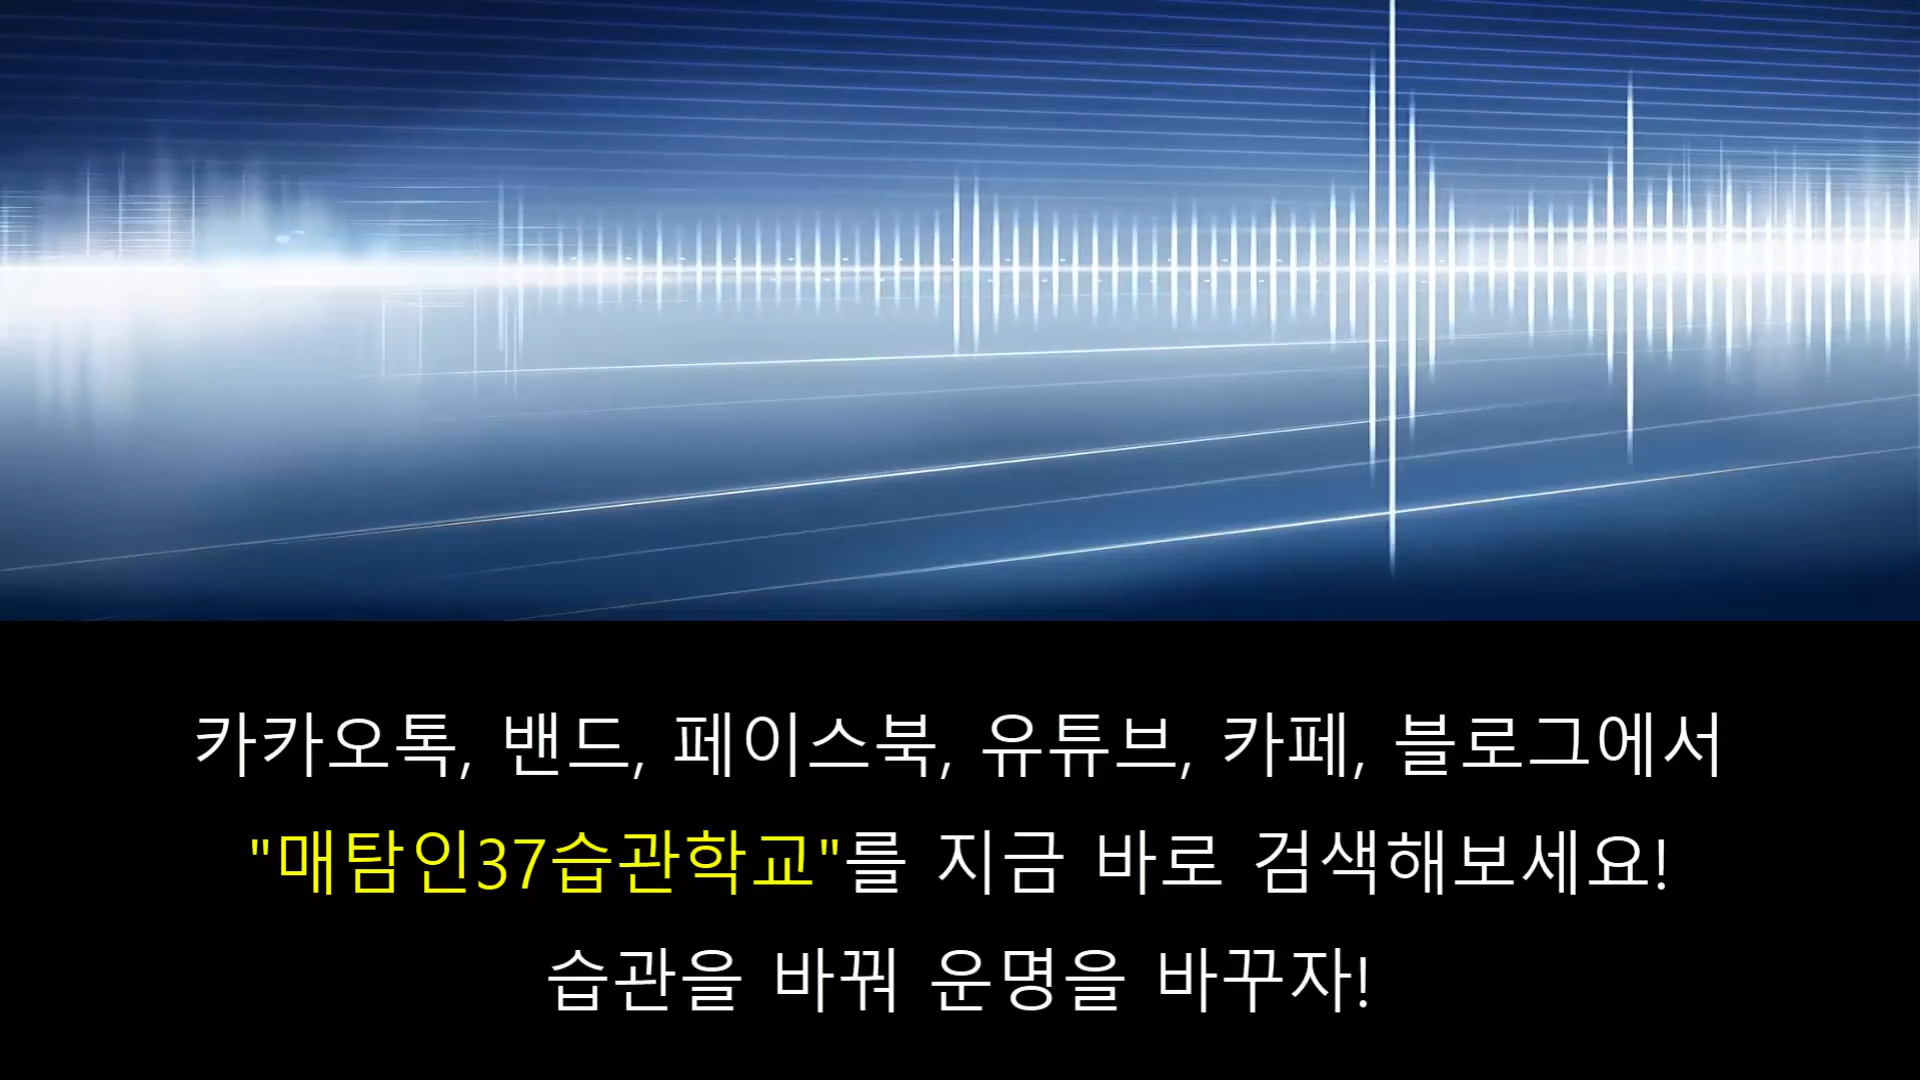 카카오톡, 밴드, 페이스북, 유튜브, 카페, 블로그에서
"매탐인37습관학교"를 지금 바로 검색해보세요!
습관을 바꿔 운명을 바꾸자!